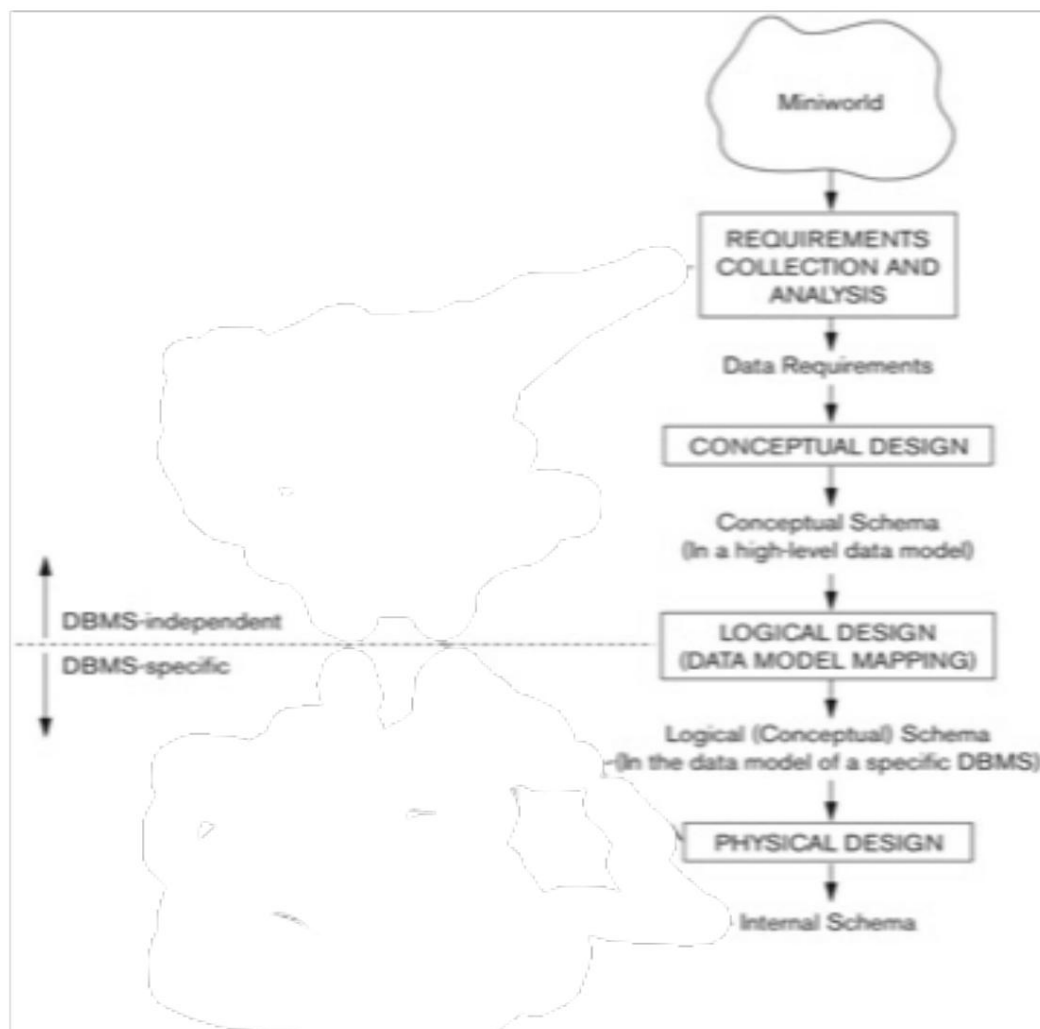 Miniworld
REQUIREMENTS
COLLECTION AND
ANALYSIS
Data Requirements
CONCEPTUAL DESIGN
Conceptual Schema
(In a high-level data model)
DBMS-independent
DBMS-specific
LOGICAL DESIGN
(DATA MODEL MAPPING)
Logical (Conceptual) Schema
(In the data model of a specific DBMS)
PHYSICAL DESIGN
Internal Schema